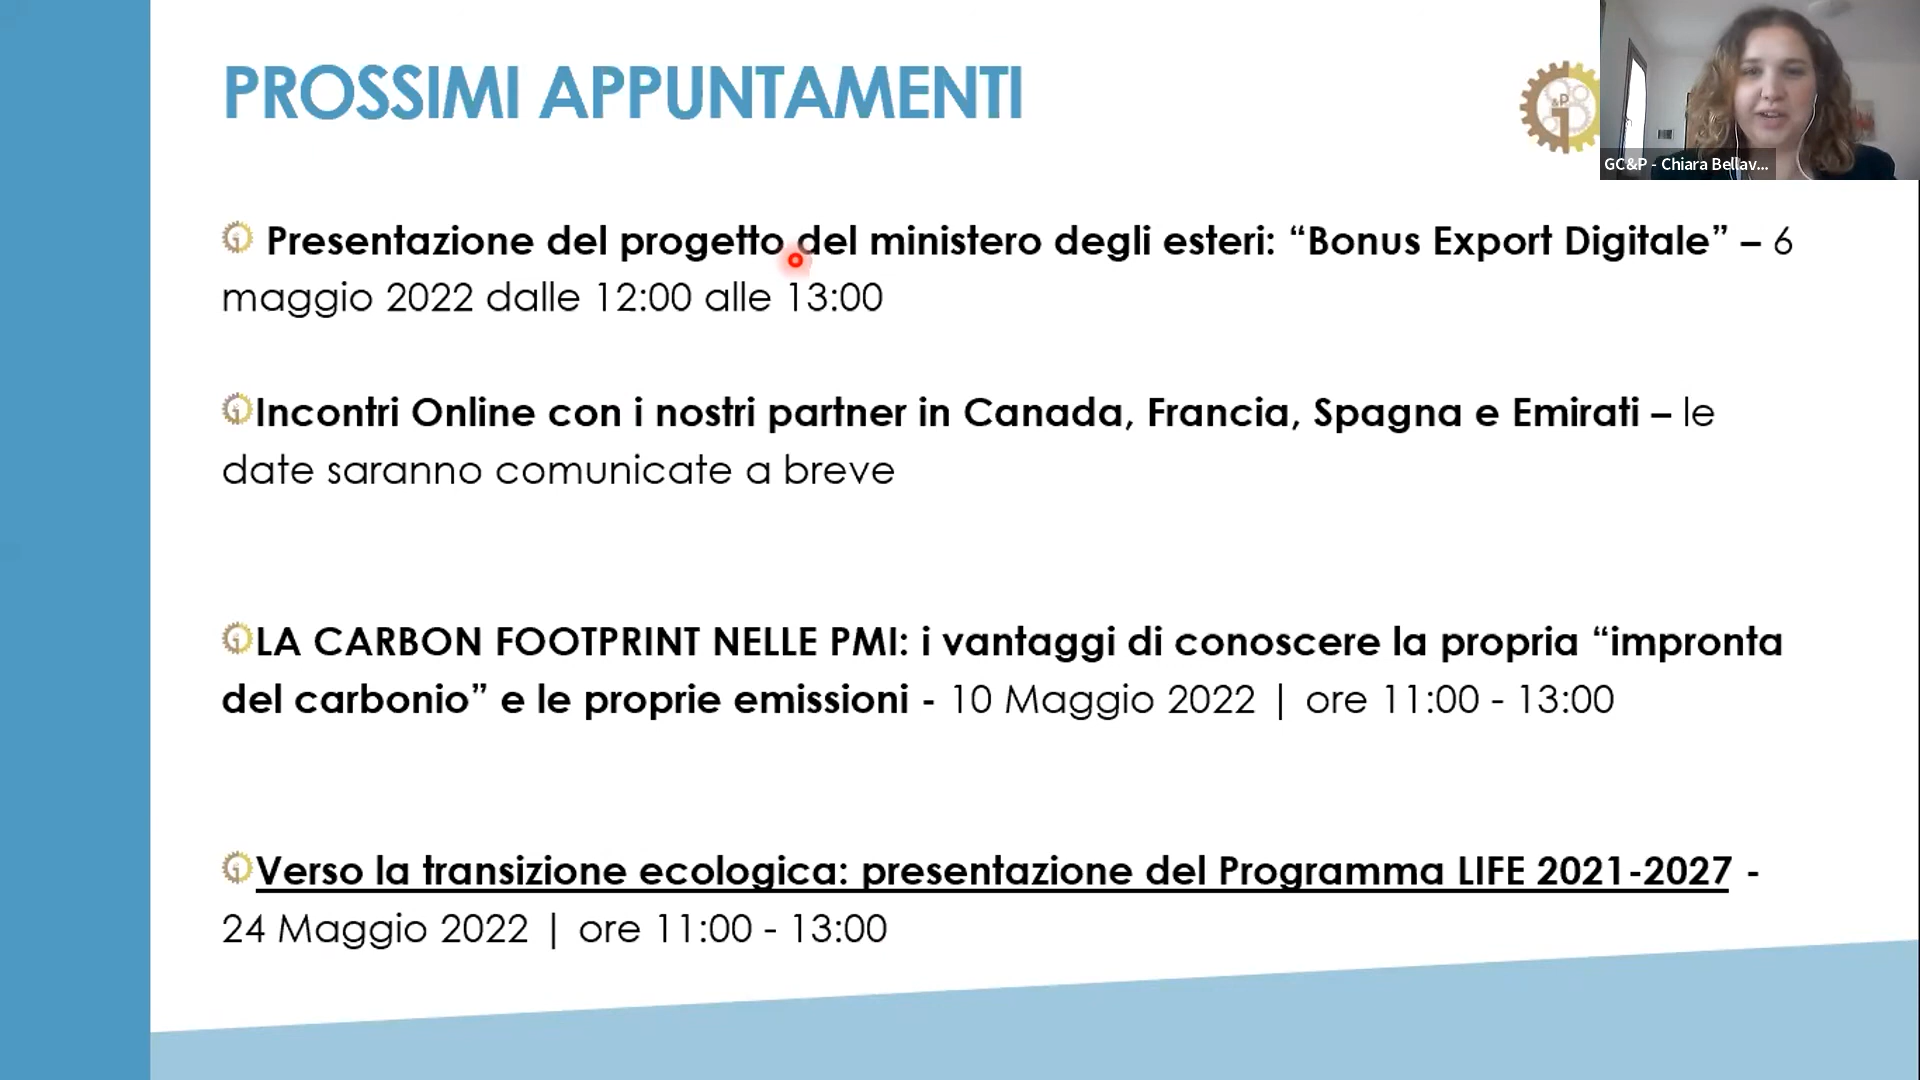 PROSSIMI APPUNTAMENTI
GC&P - Chiara Bellav...
Presentazione del progetto del ministero degli esteri: “Bonus Export Digitale” – 6
maggio 2022 dalle 12:00 alle 13:00
Incontri Online con i nostri partner in Canada, Francia, Spagna e Emirati – le
date saranno comunicate a breve
LA CARBON FOOTPRINT NELLE PMI: i vantaggi di conoscere la propria “impronta
del carbonio” e le proprie emissioni - 10 Maggio 2022 | ore 11:00 - 13:00
Verso la transizione ecologica: presentazione del Programma LIFE 2021-2027 -
24 Maggio 2022 | ore 11:00 - 13:00